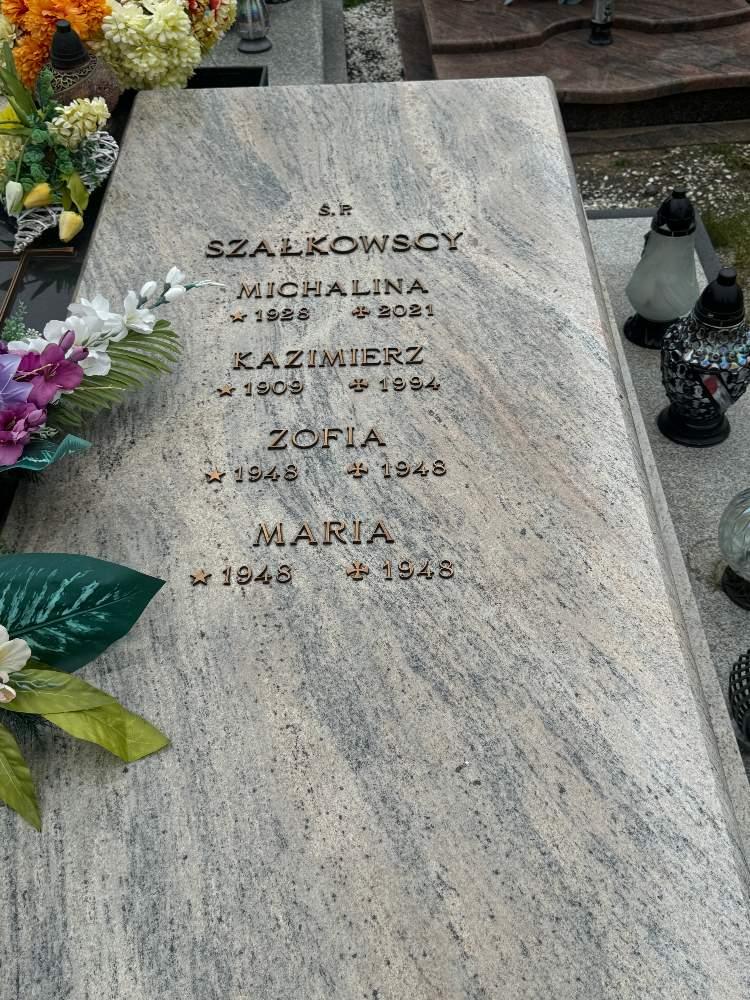 Ś.P.
SZAŁKOWSCY
MICHALINA
★1928 ✠2021
KAZIMIERZ
★1909 ✠1994
ZOFIA
★1948 ✠1948
MARIA
★1948 ✠1948